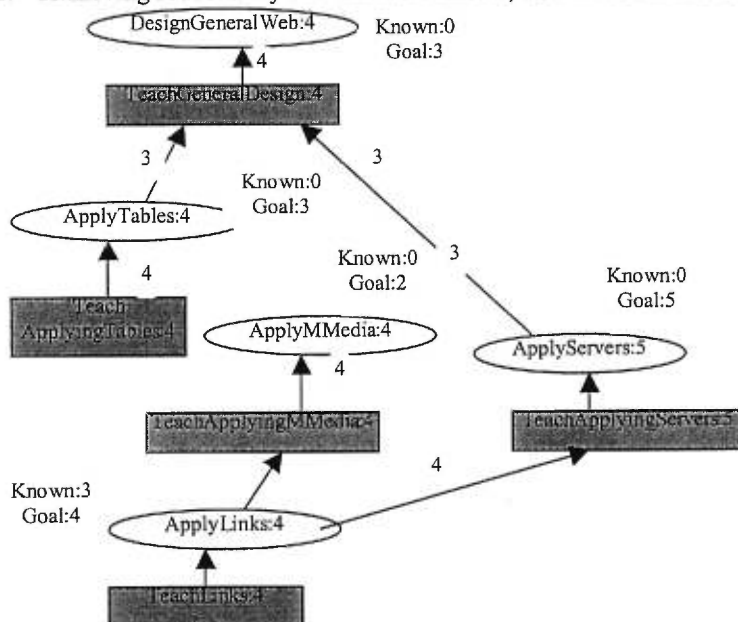 DesignGeneralWeb:4
Known:0
Goal:3
4
TeachGeneralDesign:4
3
3
Known:0
Goal:3
ApplyTables:4
3
Known:0
Goal:2
Known:0
Goal:5
4
Teach
ApplyingTables:4
ApplyMMedia:4
ApplyServers:5
4
TeachApplyingMMedia:4
TeachApplyingServers:5
4
Known:3
Goal:4
ApplyLinks:4
TeachLinks:4